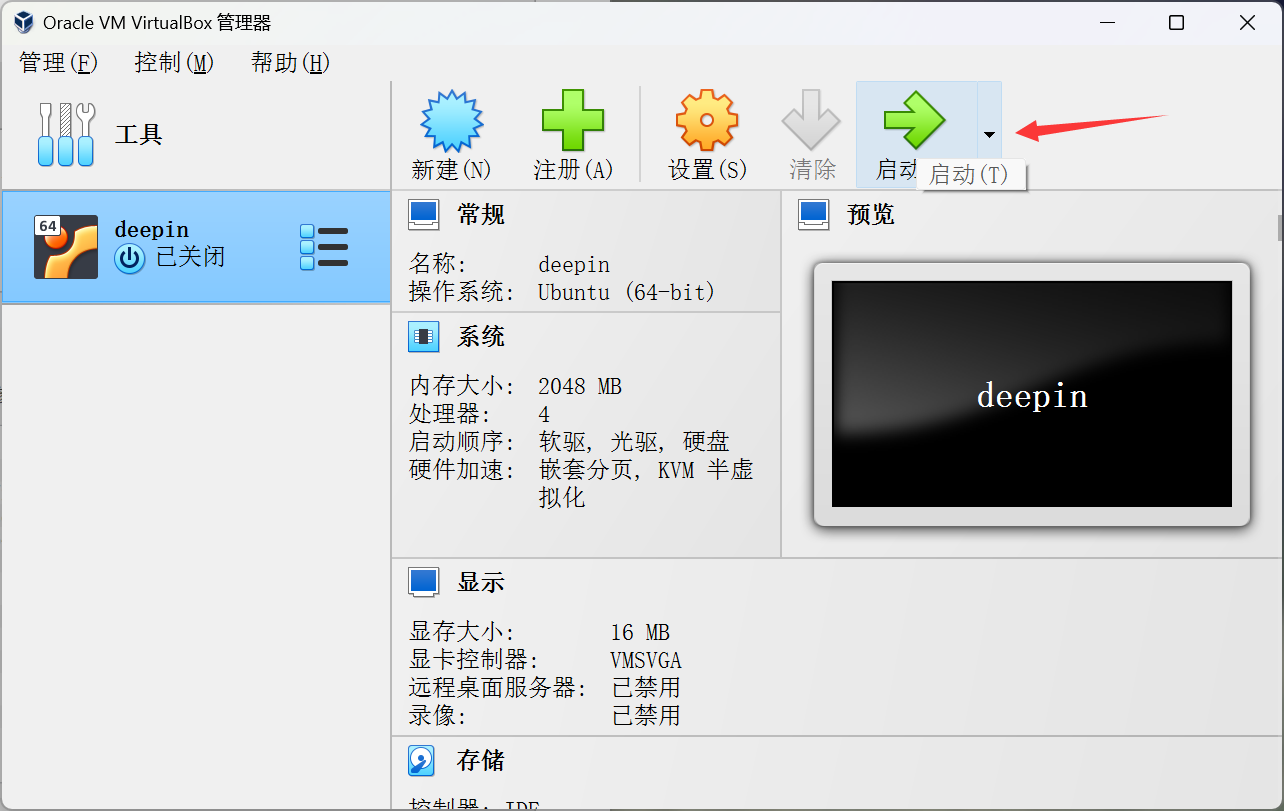 Oracle VM VirtualBox 管理器
管理(F) 控制(M) 帮助(H)
工具
新建(N) 注册(A) 设置(S) 清除 启动
启动(T)
64
deepin
已关闭
常规
名称: deepin
操作系统: Ubuntu (64-bit)
系统
内存大小: 2048 MB
处理器: 4
启动顺序: 软驱, 光驱, 硬盘
硬件加速: 嵌套分页, KVM 半虚
拟化
预览
deepin
显示
显存大小: 16 MB
显卡控制器: VMSVGA
远程桌面服务器: 已禁用
录像: 已禁用
存储
控制器: IDE